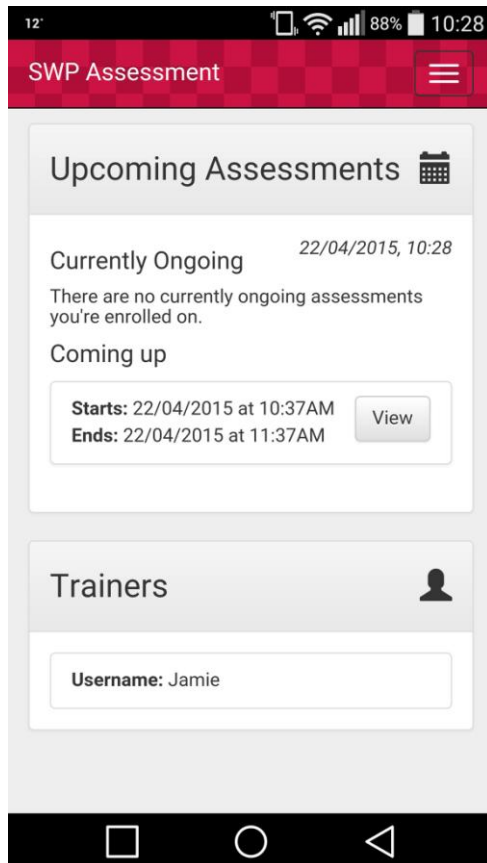 12° 88% 10:28
SWP Assessment
Upcoming Assessments
22/04/2015, 10:28
Currently Ongoing
There are no currently ongoing assessments
you're enrolled on.
Coming up
Starts: 22/04/2015 at 10:37AM
Ends: 22/04/2015 at 11:37AM
View
Trainers
Username: Jamie